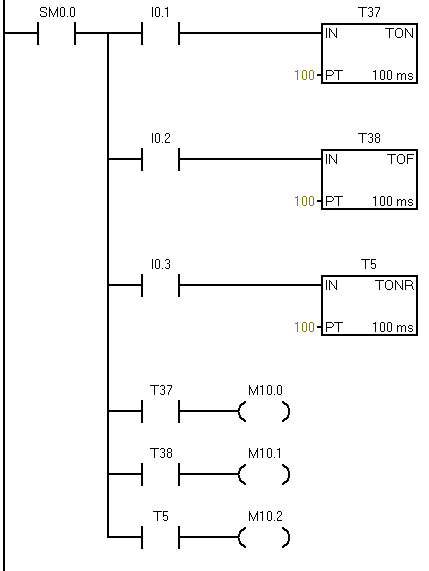 SM0.0 I0.1 T37
IN TON
100 PT 100 ms
I0.2 T38
IN TOF
100 PT 100 ms
I0.3 T5
IN TONR
100 PT 100 ms
T37 M10.0
T38 M10.1
T5 M10.2